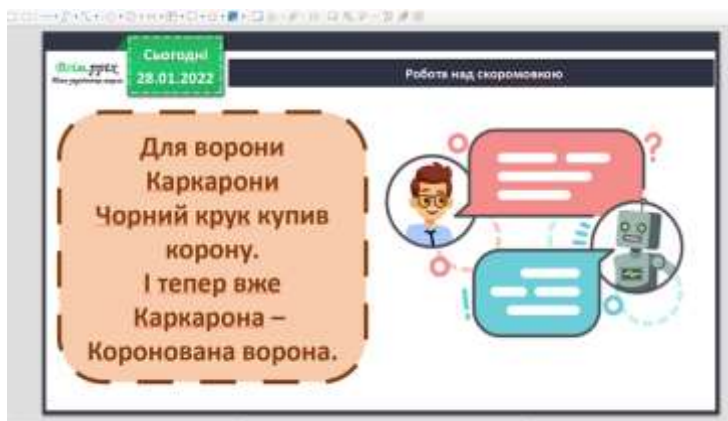 Сьогодні
28.01.2022
Робота над скоромовкою
Для ворони
Каркарони
Чорний крук купив
корону.
І тепер вже
Каркарона –
Коронована ворона.